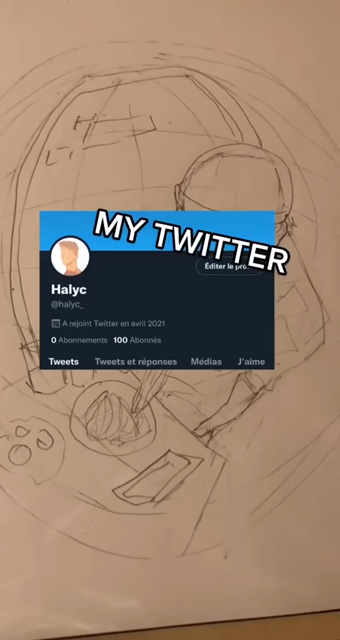 MY TWITTER
Éditer le pro
Halyc
@halyc_
A rejoint Twitter en avril 2021
0 Abonnements 100 Abonnés
Tweets Tweets et réponses Médias J'aime